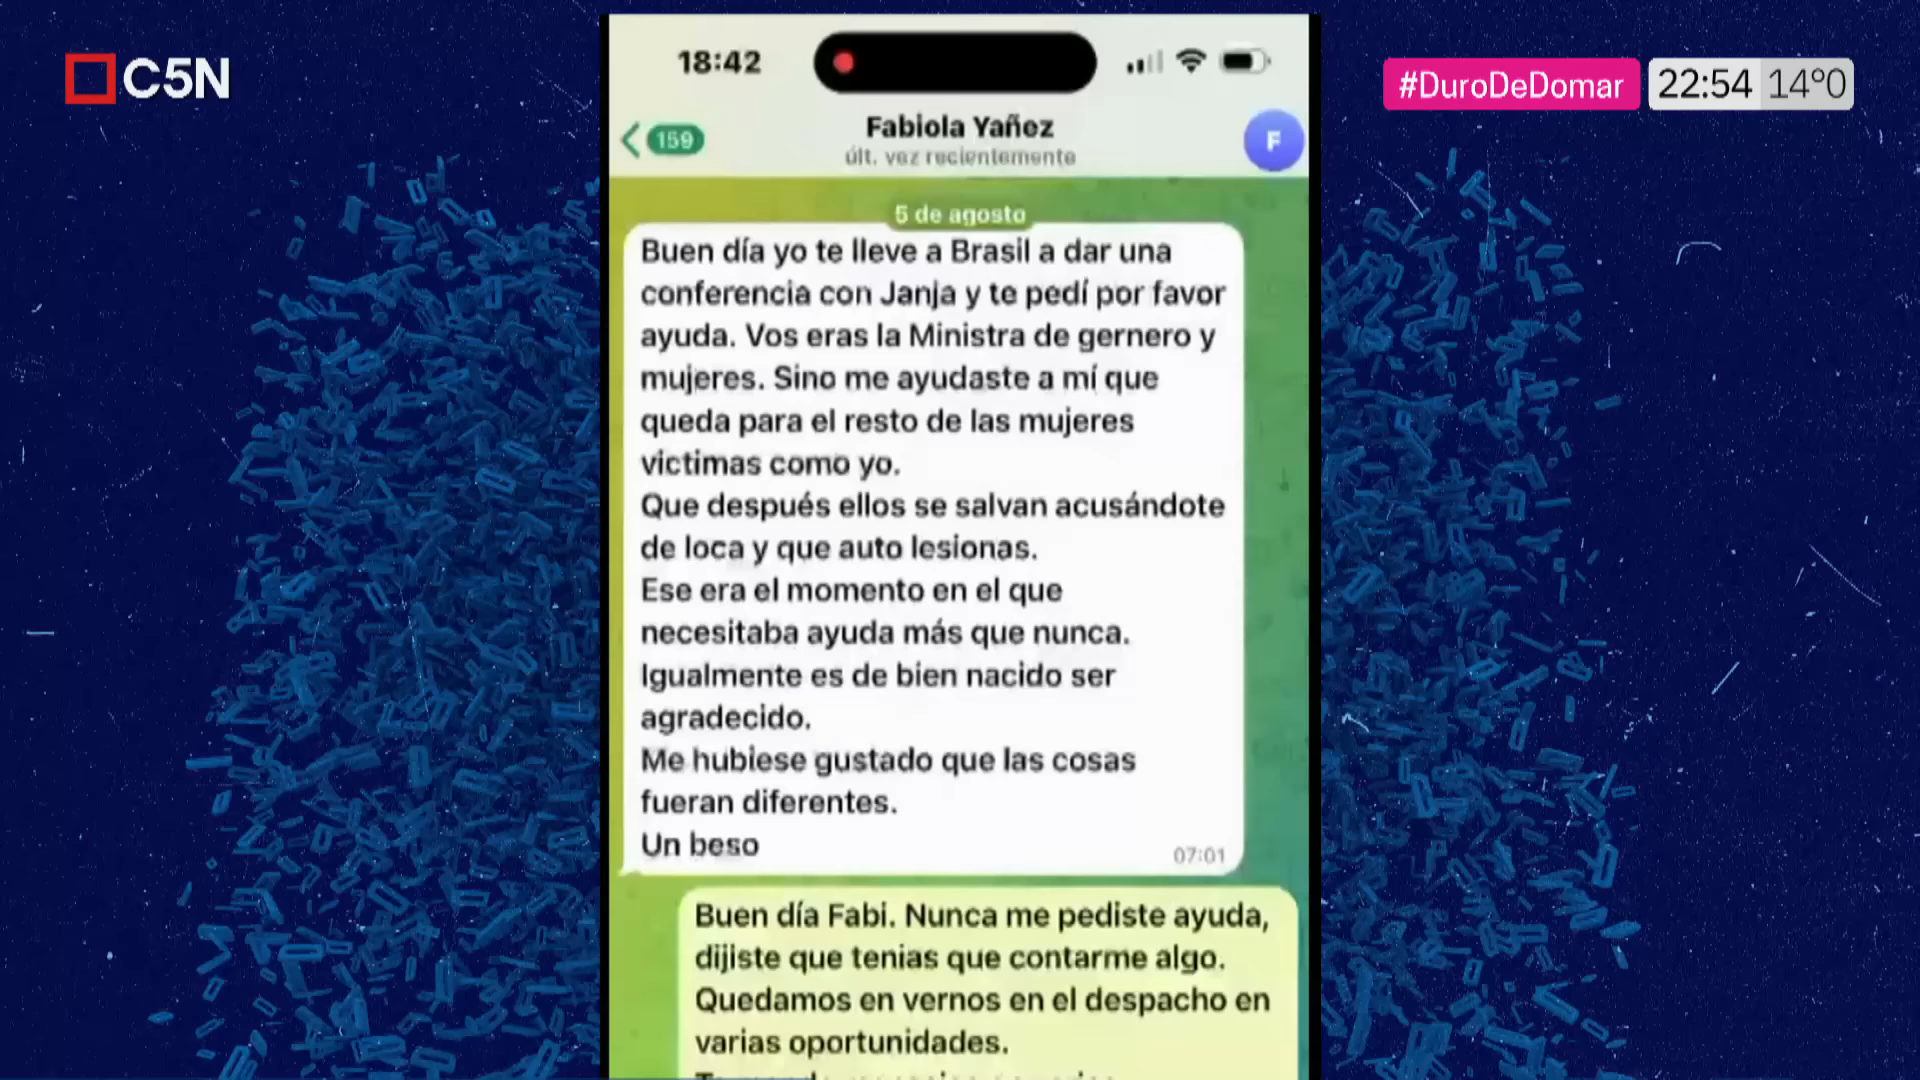 C5N
#DuroDeDomar 22:54 14°0
18:42
159
Fabiola Yañez
F
últ. vez recientemente
5 de agosto
Buen día yo te lleve a Brasil a dar una
conferencia con Janja y te pedí por favor
ayuda. Vos eras la Ministra de gernero y
mujeres. Sino me ayudaste a mí que
queda para el resto de las mujeres
victimas como yo.
Que después ellos se salvan acusándote
de loca y que auto lesionas.
Ese era el momento en el que
necesitaba ayuda más que nunca.
Igualmente es de bien nacido ser
agradecido.
Me hubiese gustado que las cosas
fueran diferentes.
Un beso
07:01
Buen día Fabi. Nunca me pediste ayuda,
dijiste que tenias que contarme algo.
Quedamos en vernos en el despacho en
varias oportunidades.